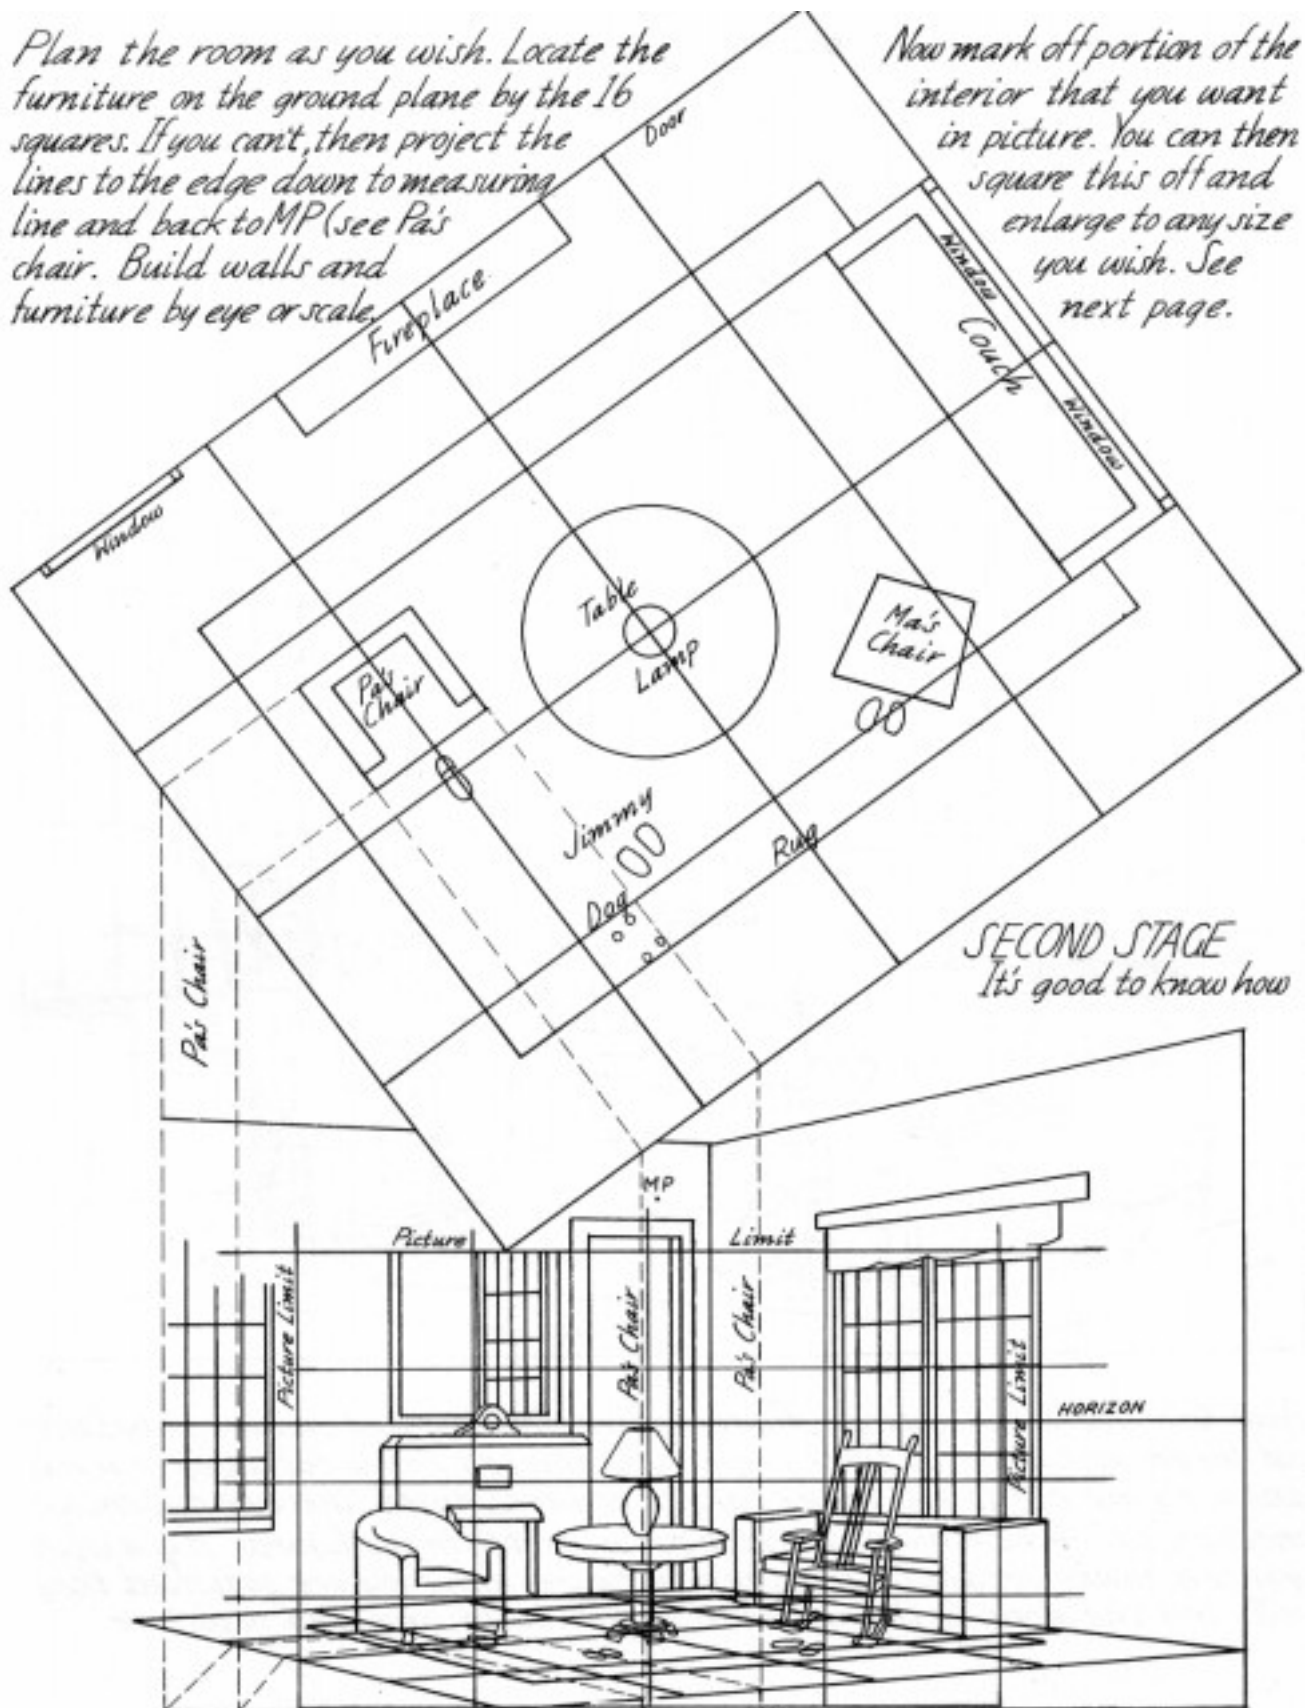 Plan the room as you wish. Locate the
furniture on the ground plane by the 16
squares. If you can't, then project the
lines to the edge down to measuring
line and back to MP (see Pa's
chair. Build walls and
furniture by eye or scale.
Now mark off portion of the
interior that you want
in picture. You can then
square this off and
enlarge to any size
you wish. See
next page.
Door
Fireplace
Window
Window
Couch
Window
Table
Lamp
Ma's
Chair
Pa's
Chair
Jimmy
Dog
Rug
SECOND STAGE
It's good to know how
Pa's Chair
MP
Picture
Limit
Picture Limit
Pa's Chair
Pa's Chair
Picture Limit
HORIZON